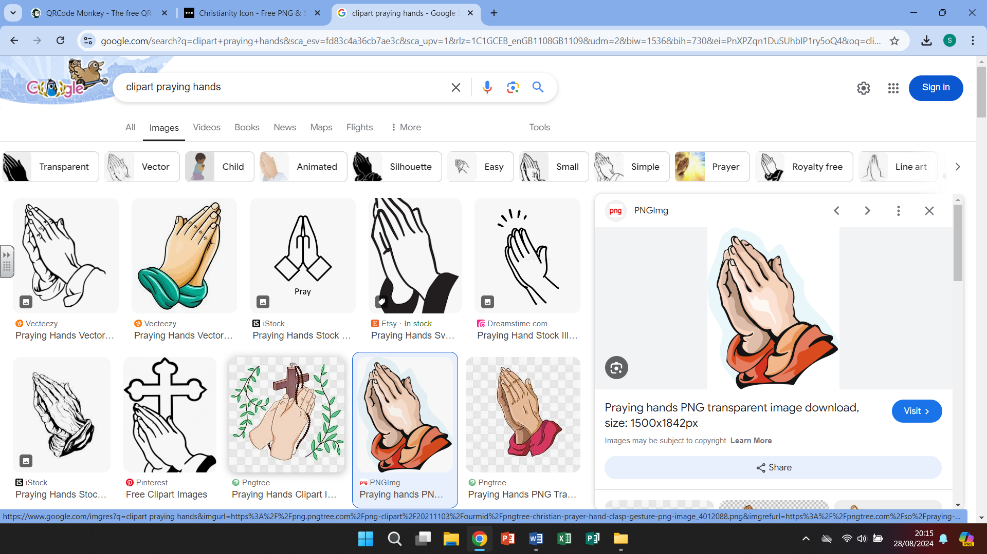 QRCode Monkey - The free QR
Christianity Icon - Free PNG & S
clipart praying hands - Google S
google.com/search?q=clipart+praying+hands&sca_esv=fd83c4a36cb7ae3c&sca_upv=1&rlz=1C1GCEB_enGB1108GB1109&udm=2&biw=1536&bih=730&ei=PnXPZqn1DuSUhbIP1ry5oQ4&oq=cli...
S
Google
clipart praying hands
Sign in
All Images Videos Books News Maps Flights More Tools
Transparent Vector Child Animated Silhouette Easy Small Simple Prayer Royalty free Line art
png PNGImg
Pray
Vecteezy
Praying Hands Vector...
Vecteezy
Praying Hands Vector...
iStock
Praying Hands Stock ...
Etsy · In stock
Praying Hands Sv...
Dreamstime.com
Praying Hand Stock Ill...
Praying hands PNG transparent image download, size: 1500x1842px
Visit
Images may be subject to copyright. Learn More
Share
iStock
Praying Hands Stoc...
Pinterest
Free Clipart Images
Pngtree
Praying Hands Clipart I...
PNGImg
Praying hands PN...
Pngtree
Praying Hands PNG Tra...
https://www.google.com/imgres?q=clipart praying hands&imgurl=https%3A%2F%2Fpng.pngtree.com%2Fpng-clipart%2F20211103%2Fourmid%2Fpngtree-christian-prayer-hand-clasp-gesture-png-image_4012088.png&imgrefurl=https%3A%2F%2Fpngtree.com%2Fso%2Fpraying-...
20:15
28/08/2024